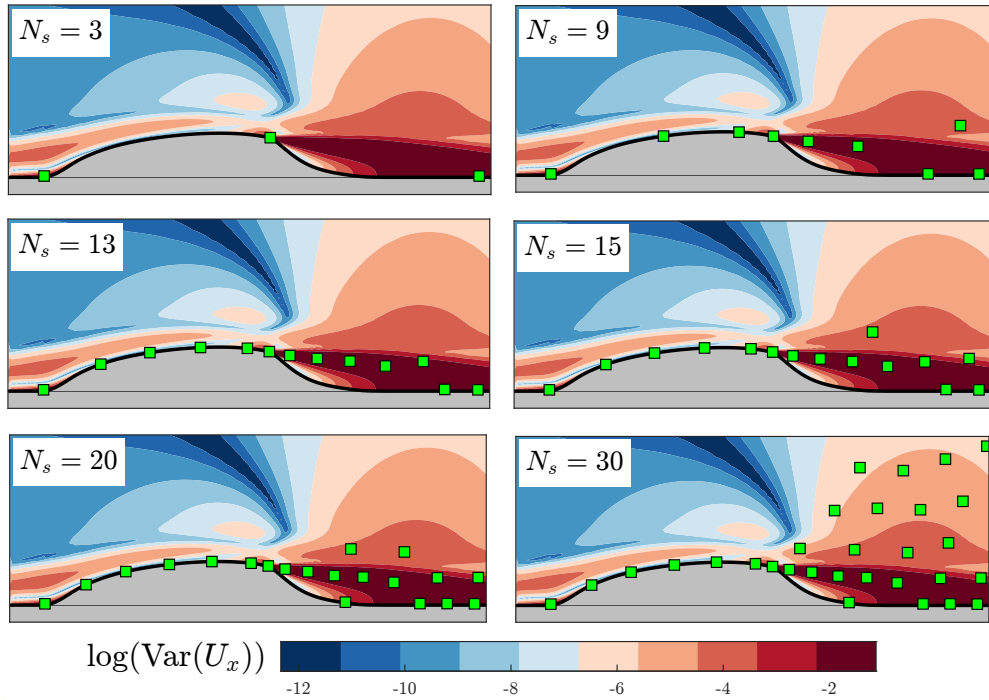 N_s = 3
N_s = 9
N_s = 13
N_s = 15
N_s = 20
N_s = 30
log(Var(U_x))
-12 -10 -8 -6 -4 -2